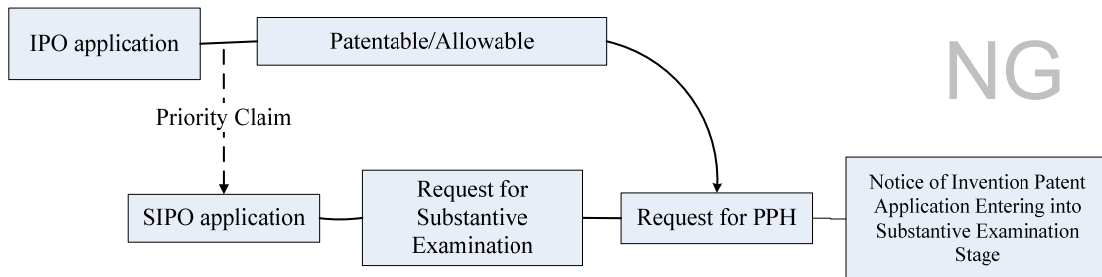 IPO application
Patentable/Allowable
NG
Priority Claim
SIPO application
Request for
Substantive
Examination
Request for PPH
Notice of Invention Patent
Application Entering into
Substantive Examination
Stage